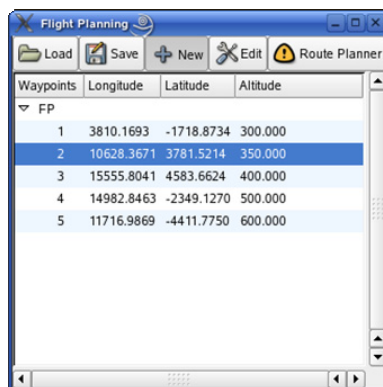 Flight Planning
Load Save New Edit Route Planner
Waypoints Longitude Latitude Altitude
FP
1 3810.1693 -1718.8734 300.000
2 10628.3671 3781.5214 350.000
3 15555.8041 4583.6624 400.000
4 14982.8463 -2349.1270 500.000
5 11716.9869 -4411.7750 600.000